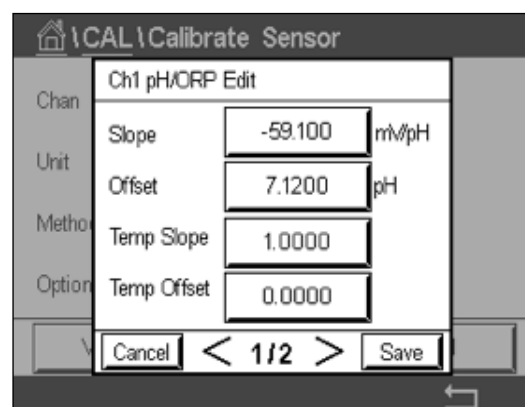 \CAL\Calibrate Sensor
Ch1 pH/ORP Edit
Chan
Slope -59.100 mV/pH
Unit
Offset 7.1200 pH
Temp Slope 1.0000
Option
Temp Offset 0.0000
Cancel < 1/2 > Save